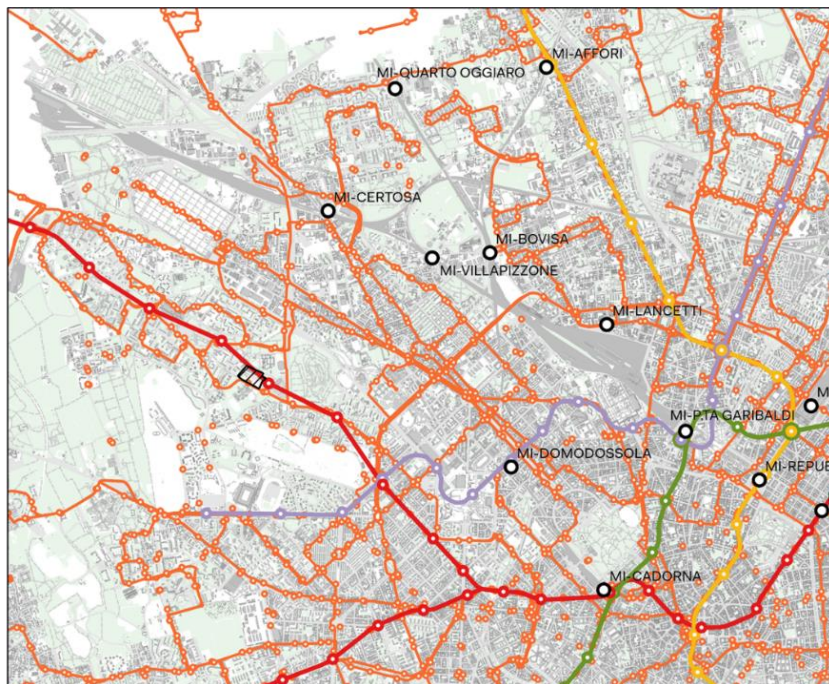 MI-AFFORI
MI-QUARTO OGGIARO
MI-CERTOSA
MI-BOVISA
MI-VILLAPIZZONE
MI-LANCETTI
MI-P.TA GARIBALDI
MI-DOMODOSSOLA
MI-REPUB
MI-CADORNA